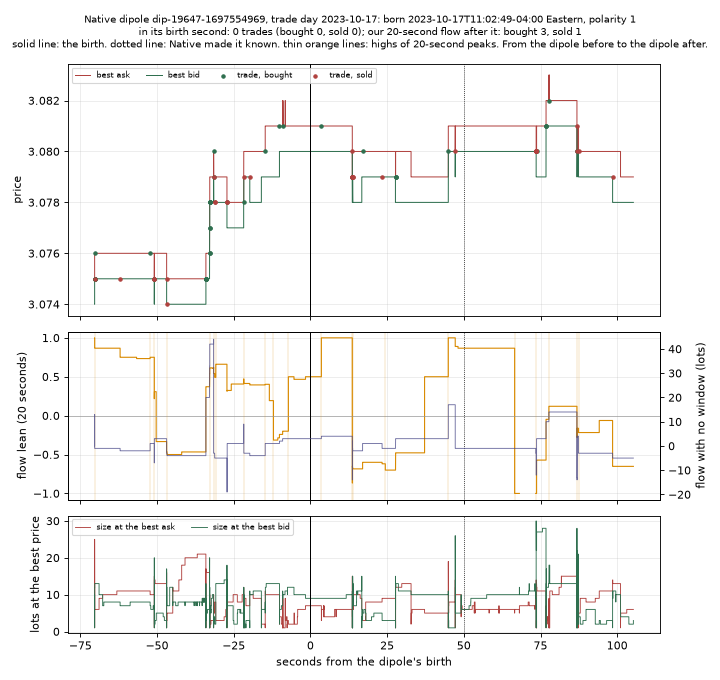 Native dipole dip-19647-1697554969, trade day 2023-10-17: born 2023-10-17T11:02:49-04:00 Eastern, polarity 1
in its birth second: 0 trades (bought 0, sold 0); our 20-second flow after it: bought 3, sold 1
solid line: the birth. dotted line: Native made it known. thin orange lines: highs of 20-second peaks. From the dipole before to the dipole after.
best ask
best bid
trade, bought
trade, sold
3.082
3.080
3.078
3.076
3.074
price
1.0
0.5
0.0
−0.5
−1.0
flow lean (20 seconds)
40
30
20
10
0
−10
−20
flow with no window (lots)
size at the best ask
size at the best bid
30
20
10
0
lots at the best price
−75
−50
−25
0
25
50
75
100
seconds from the dipole's birth